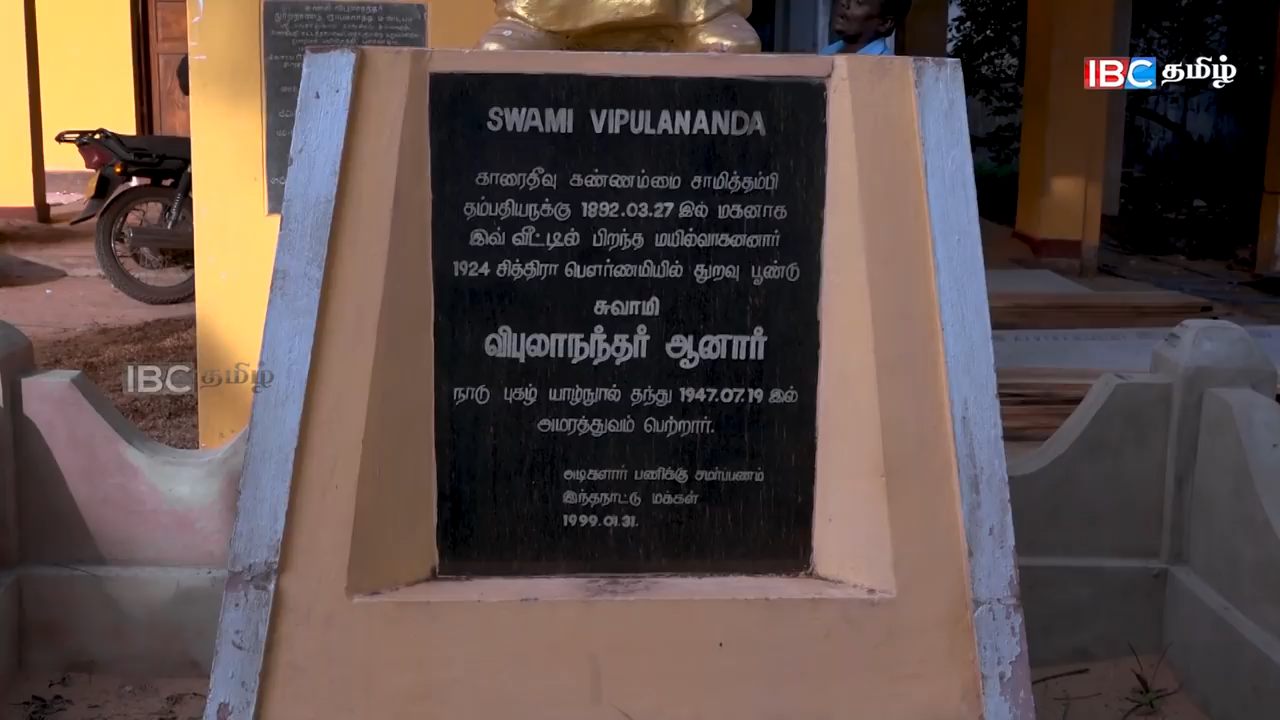 IBC தமிழ்
SWAMI VIPULANANDA
காரைதீவு கண்ணம்மை சாமித்தம்பி
தம்பதியருக்கு 1892.03.27 இல் மகனாக
இவ் வீட்டில் பிறந்த மயில்வாகனனார்
1924 சித்திரா பௌர்ணமியில் துறவு பூண்டு
சுவாமி
விபுலாநந்தர் ஆனார்
நாடு புகழ் யாழ்நூல் தந்து 1947.07.19 இல்
அமரத்துவம் பெற்றார்.
அடிகளார் பணிக்கு சமர்ப்பணம்
இந்தநாட்டு மக்கள்
1999.01.31.
IBC தமிழ்